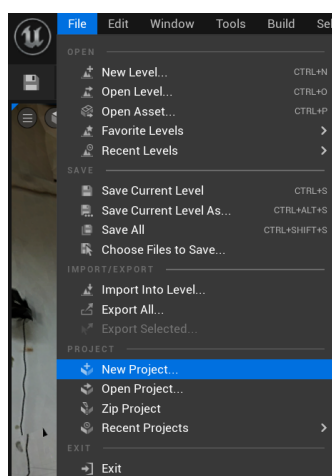 File Edit Window Tools Build Sel
OPEN
New Level... CTRL+N
Open Level... CTRL+O
Open Asset... CTRL+P
Favorite Levels
Recent Levels
SAVE
Save Current Level CTRL+S
Save Current Level As... CTRL+ALT+S
Save All CTRL+SHIFT+S
Choose Files to Save...
IMPORT/EXPORT
Import Into Level...
Export All...
Export Selected...
PROJECT
New Project...
Open Project...
Zip Project
Recent Projects
EXIT
Exit